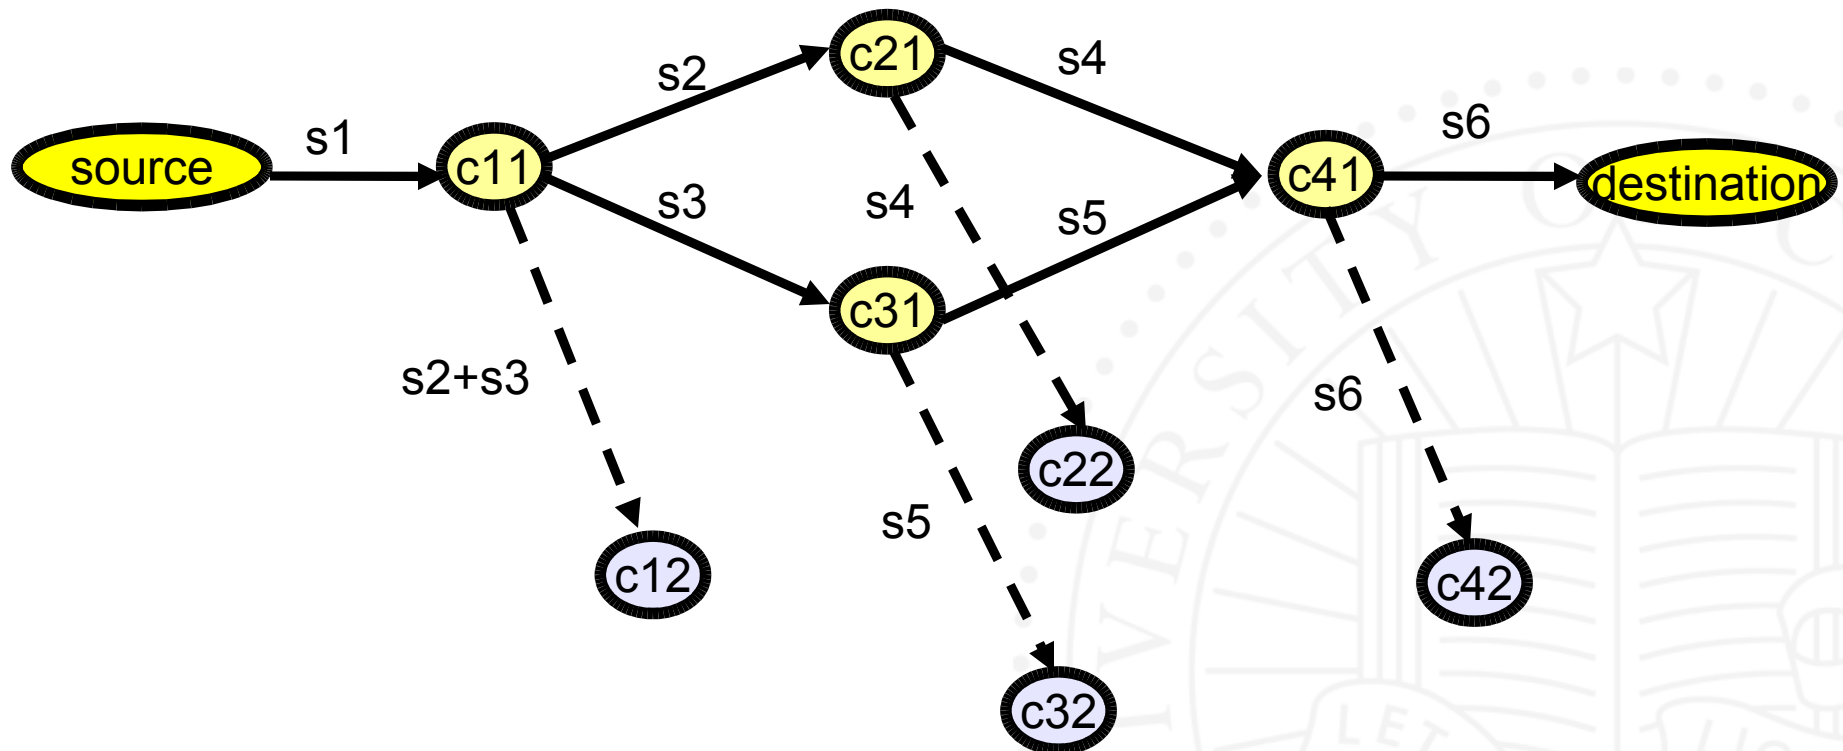 source
s1
c11
s2
s3
c21
c31
s4
s4
s5
c41
s6
destination
s2+s3
s5
s6
c12
c22
c32
c42
LET